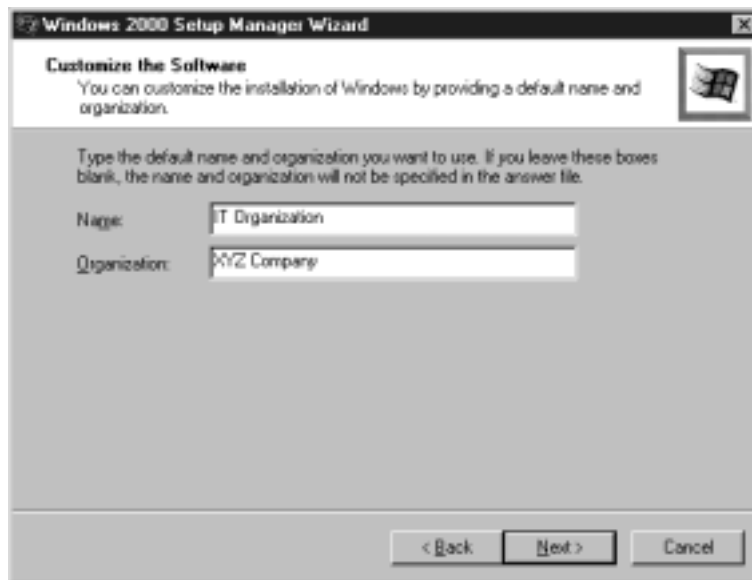 Windows 2000 Setup Manager Wizard
Customize the Software
You can customize the installation of Windows by providing a default name and
organization.
Type the default name and organization you want to use. If you leave these boxes
blank, the name and organization will not be specified in the answer file.
Name:
IT Organization
Organization:
XYZ Company
< Back
Next >
Cancel